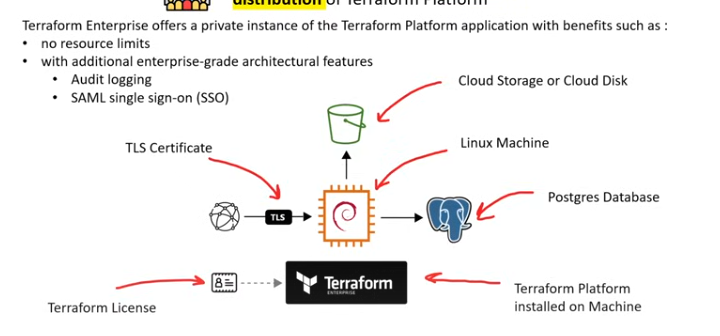 distribution of Terraform Platform
Terraform Enterprise offers a private instance of the Terraform Platform application with benefits such as :
• no resource limits
• with additional enterprise-grade architectural features
• Audit logging
• SAML single sign-on (SSO)
Cloud Storage or Cloud Disk
TLS Certificate
Linux Machine
Postgres Database
TLS
Terraform
ENTERPRISE
Terraform License
Terraform Platform
installed on Machine